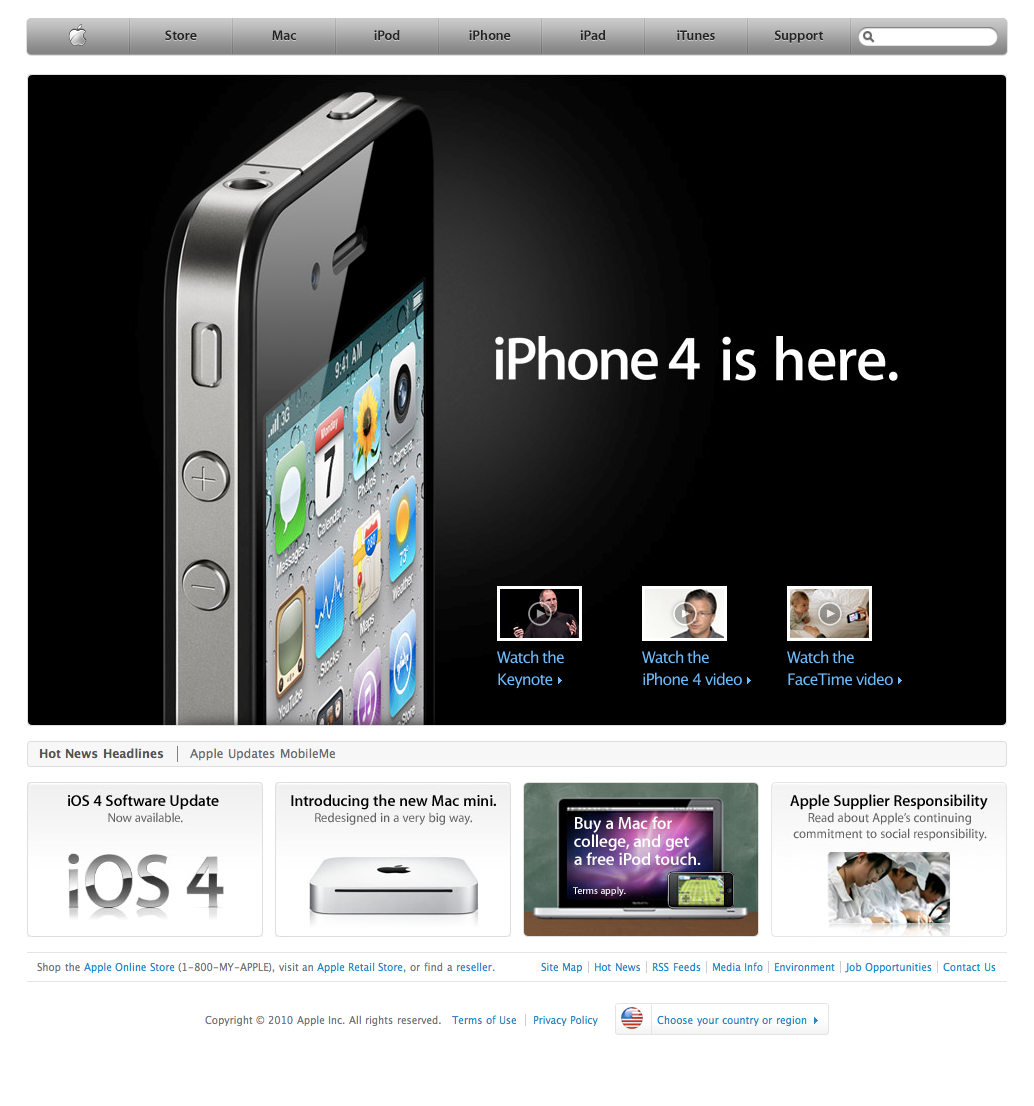 Store
Mac
iPod
iPhone
iPad
iTunes
Support
3G
9:41 AM
Monday
7
Messages
Calendar
Photos
Camera
280
73°
YouTube
Stocks
Maps
Weather
Store
iPhone 4 is here.
Watch the
Keynote
Watch the
iPhone 4 video
Watch the
FaceTime video
Hot News Headlines
Apple Updates MobileMe
iOS 4 Software Update
Now available.
iOS 4
Introducing the new Mac mini.
Redesigned in a very big way.
Buy a Mac for
college, and get
a free iPod touch.
Terms apply.
Apple Supplier Responsibility
Read about Apple's continuing
commitment to social responsibility.
Shop the Apple Online Store (1-800-MY-APPLE), visit an Apple Retail Store, or find a reseller.
Site Map
Hot News
RSS Feeds
Media Info
Environment
Job Opportunities
Contact Us
Copyright © 2010 Apple Inc. All rights reserved.
Terms of Use
Privacy Policy
Choose your country or region